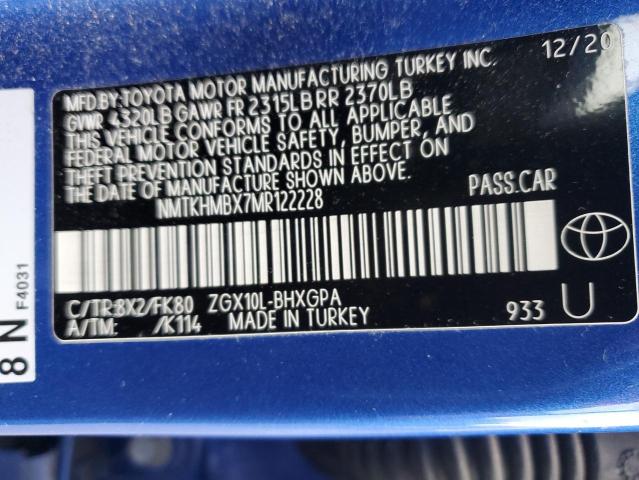 12/20
MFD.BY:TOYOTA MOTOR MANUFACTURING TURKEY INC.
GVWR 4320LB GAWR FR 2315LB RR 2370LB
THIS VEHICLE CONFORMS TO ALL APPLICABLE
FEDERAL MOTOR VEHICLE SAFETY, BUMPER, AND
THEFT PREVENTION STANDARDS IN EFFECT ON
THE DATE OF MANUFACTURE SHOWN ABOVE.
NMTKHMBX7MR122228 PASS.CAR
C/TR:8X2/FK80 ZGX10L-BHXGPA
A/TM: /K114 MADE IN TURKEY 933 U
8 N
F4031